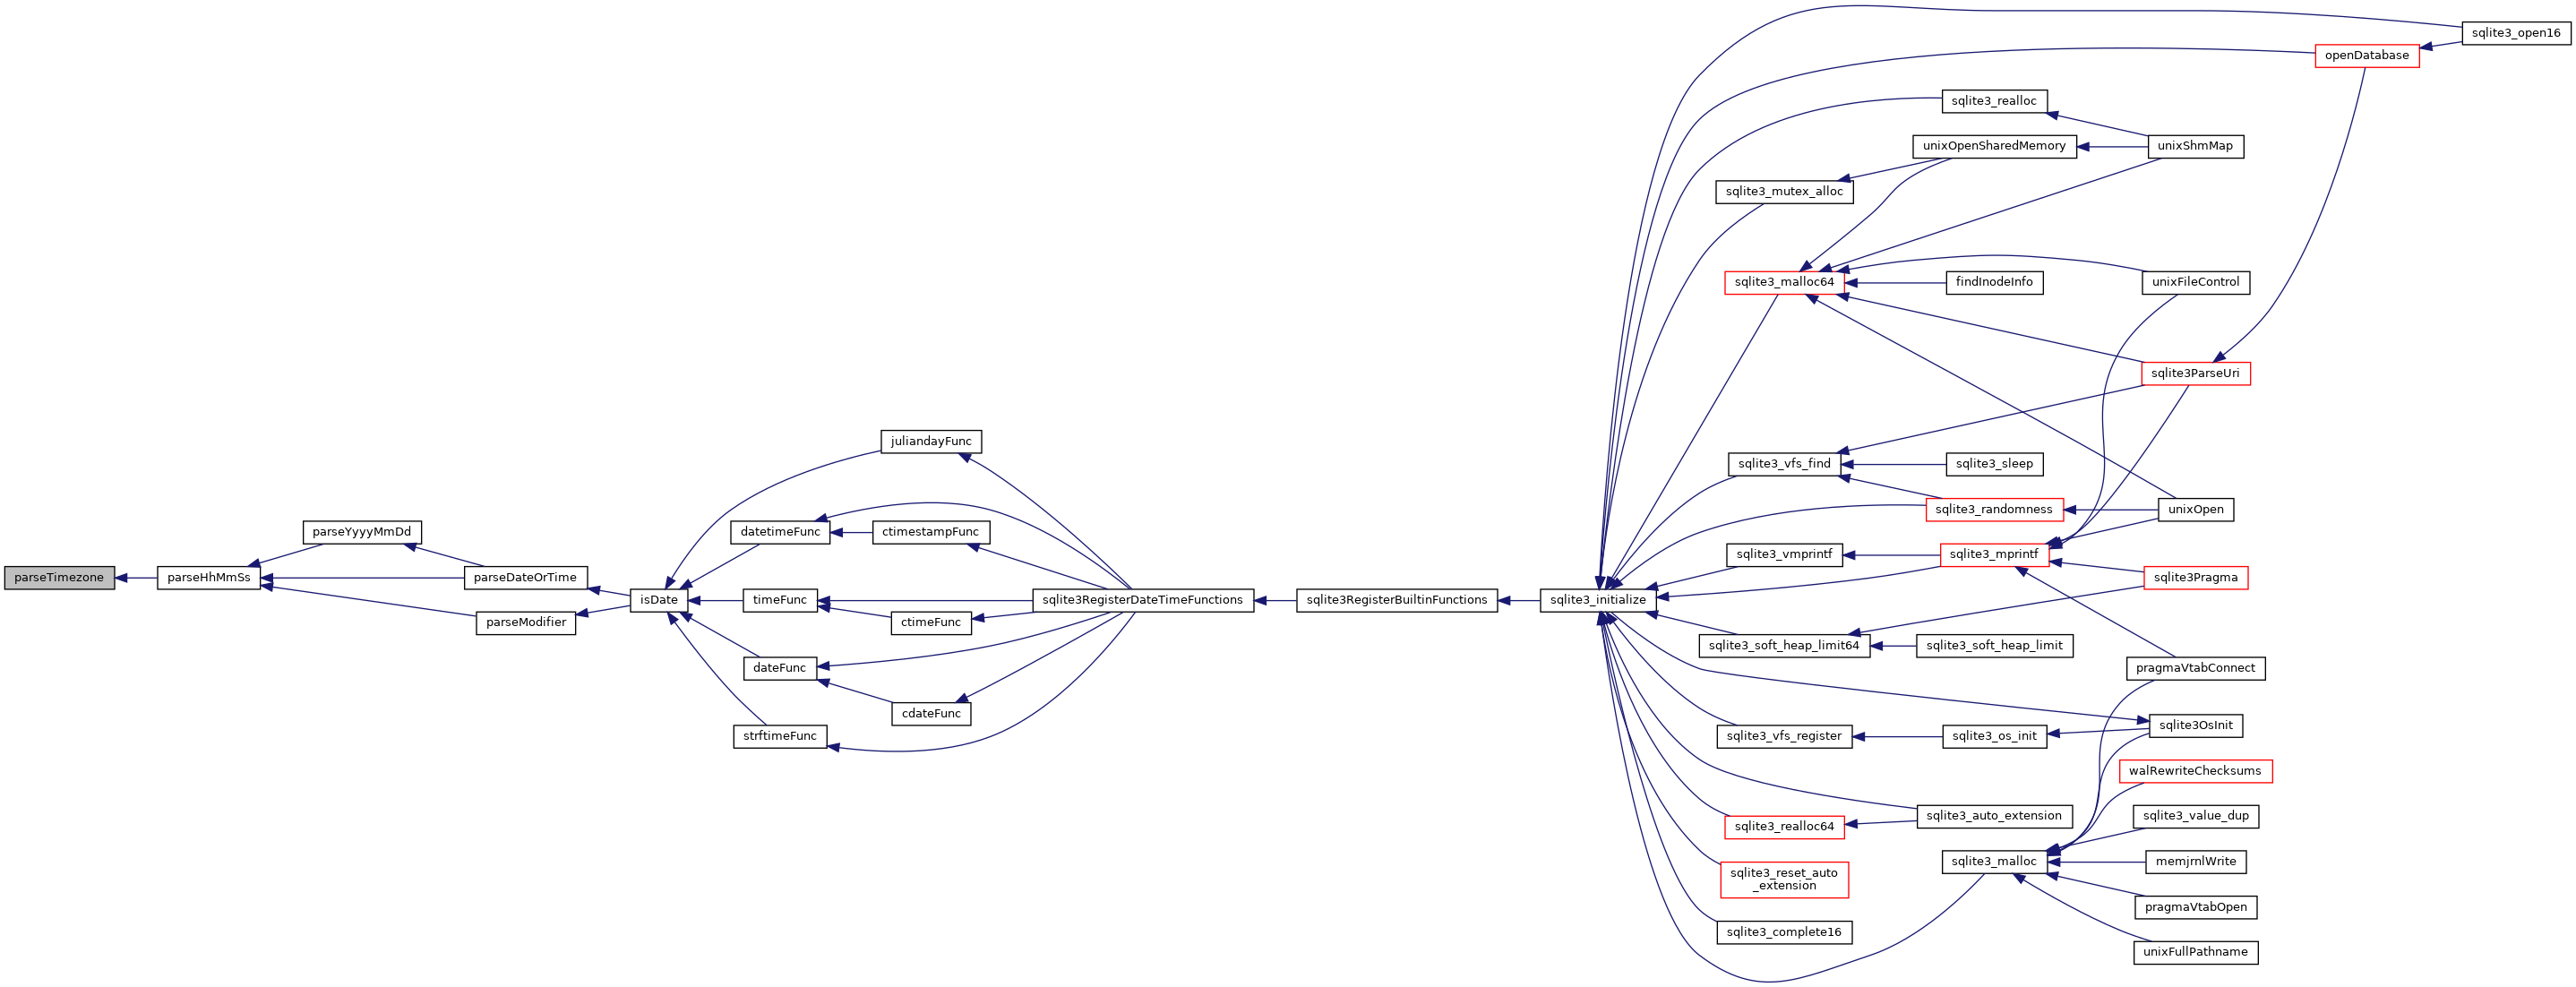 parseTimezone
parseHhMmSs
parseYyyyMmDd
parseDateOrTime
parseModifier
isDate
juliandayFunc
datetimeFunc
ctimestampFunc
timeFunc
ctimeFunc
dateFunc
cdateFunc
strftimeFunc
sqlite3RegisterDateTimeFunctions
sqlite3RegisterBuiltinFunctions
sqlite3_initialize
sqlite3_open16
openDatabase
sqlite3_realloc
unixOpenSharedMemory
unixShmMap
sqlite3_mutex_alloc
sqlite3_malloc64
findInodeInfo
unixFileControl
sqlite3ParseUri
sqlite3_vfs_find
sqlite3_sleep
sqlite3_randomness
unixOpen
sqlite3_vmprintf
sqlite3_mprintf
sqlite3Pragma
sqlite3_soft_heap_limit64
sqlite3_soft_heap_limit
pragmaVtabConnect
sqlite3_vfs_register
sqlite3_os_init
sqlite3OsInit
walRewriteChecksums
sqlite3_auto_extension
sqlite3_value_dup
sqlite3_realloc64
sqlite3_malloc
memjrnlWrite
sqlite3_reset_auto
_extension
pragmaVtabOpen
sqlite3_complete16
unixFullPathname